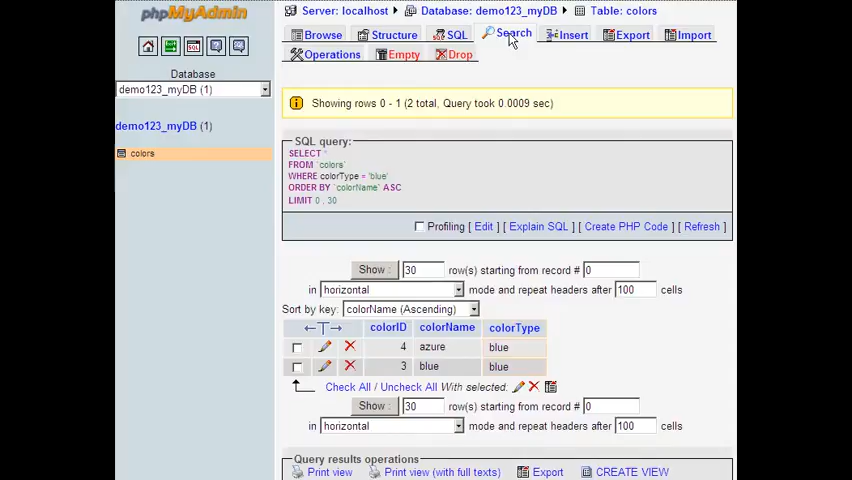 phpMyAdmin
Server: localhost Database: demo123_myDB Table: colors
Browse Structure SQL Search Insert Export Import
Operations Empty Drop
Database
demo123_myDB (1)
demo123_myDB (1)
colors
Showing rows 0 - 1 (2 total, Query took 0.0009 sec)
SQL query:
SELECT *
FROM `colors`
WHERE colorType = 'blue'
ORDER BY `colorName` ASC
LIMIT 0 , 30
Profiling [ Edit ] [ Explain SQL ] [ Create PHP Code ] [ Refresh ]
Show : 30 row(s) starting from record # 0
in horizontal mode and repeat headers after 100 cells
Sort by key: colorName (Ascending)
←T→ colorID colorName colorType
4 azure blue
3 blue blue
Check All / Uncheck All With selected:
Show : 30 row(s) starting from record # 0
in horizontal mode and repeat headers after 100 cells
Query results operations
Print view Print view (with full texts) Export CREATE VIEW